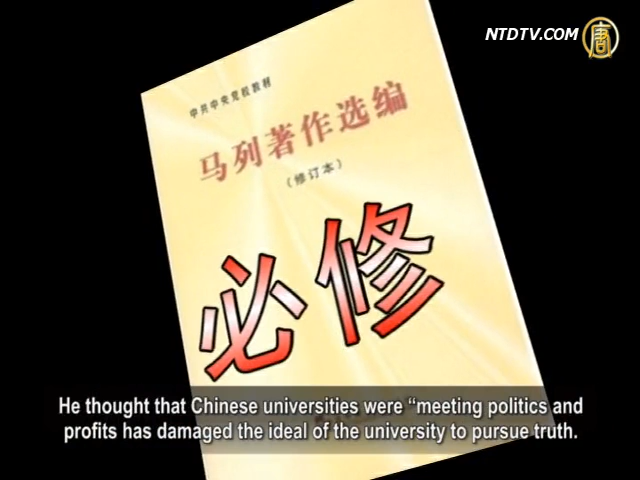 NTDTV.COM
唐
中共中央党校教材
马列著作选编
(修订本)
必修
He thought that Chinese universities were “meeting politics and
profits has damaged the ideal of the university to pursue truth.